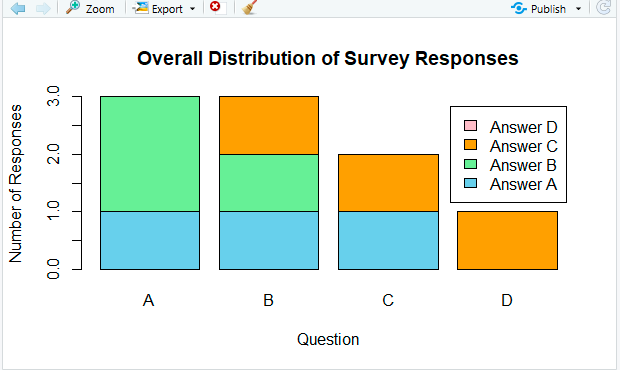 Zoom Export Publish
Overall Distribution of Survey Responses
Number of Responses
3.0
2.0
1.0
0.0
Answer D
Answer C
Answer B
Answer A
A B C D
Question